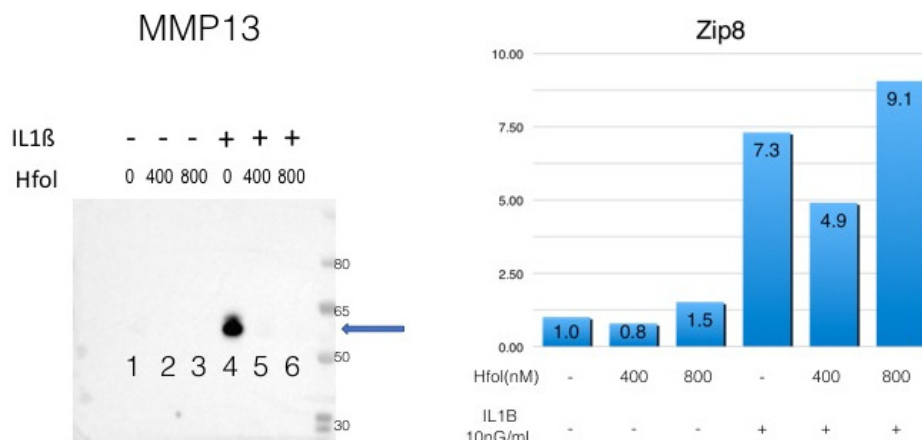 MMP13
IL1ß - - - + + +
Hfol 0 400 800 0 400 800
80
65
50
30
1 2 3 4 5 6
Zip8
10.00
7.50
5.00
2.50
0.00
1.0 0.8 1.5 7.3 4.9 9.1
Hfol(nM) - 400 800 - 400 800
IL1B
10nG/mL - - - + + +